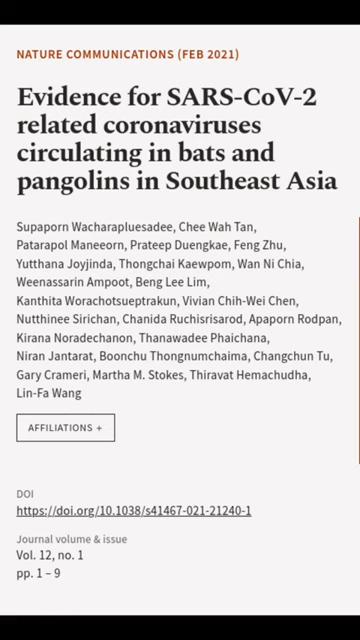 NATURE COMMUNICATIONS (FEB 2021)
Evidence for SARS-CoV-2
related coronaviruses
circulating in bats and
pangolins in Southeast Asia
Supaporn Wacharapluesadee, Chee Wah Tan,
Patarapol Maneeorn, Prateep Duengkae, Feng Zhu,
Yutthana Joyjinda, Thongchai Kaewpom, Wan Ni Chia,
Weenassarin Ampoot, Beng Lee Lim,
Kanthita Worachotsueptrakun, Vivian Chih-Wei Chen,
Nutthinee Sirichan, Chanida Ruchisrisarod, Apaporn Rodpan,
Kirana Noradechanon, Thanawadee Phaichana,
Niran Jantarat, Boonchu Thongnumchaima, Changchun Tu,
Gary Crameri, Martha M. Stokes, Thiravat Hemachudha,
Lin-Fa Wang
AFFILIATIONS +
DOI
https://doi.org/10.1038/s41467-021-21240-1
Journal volume & issue
Vol. 12, no. 1
pp. 1 – 9